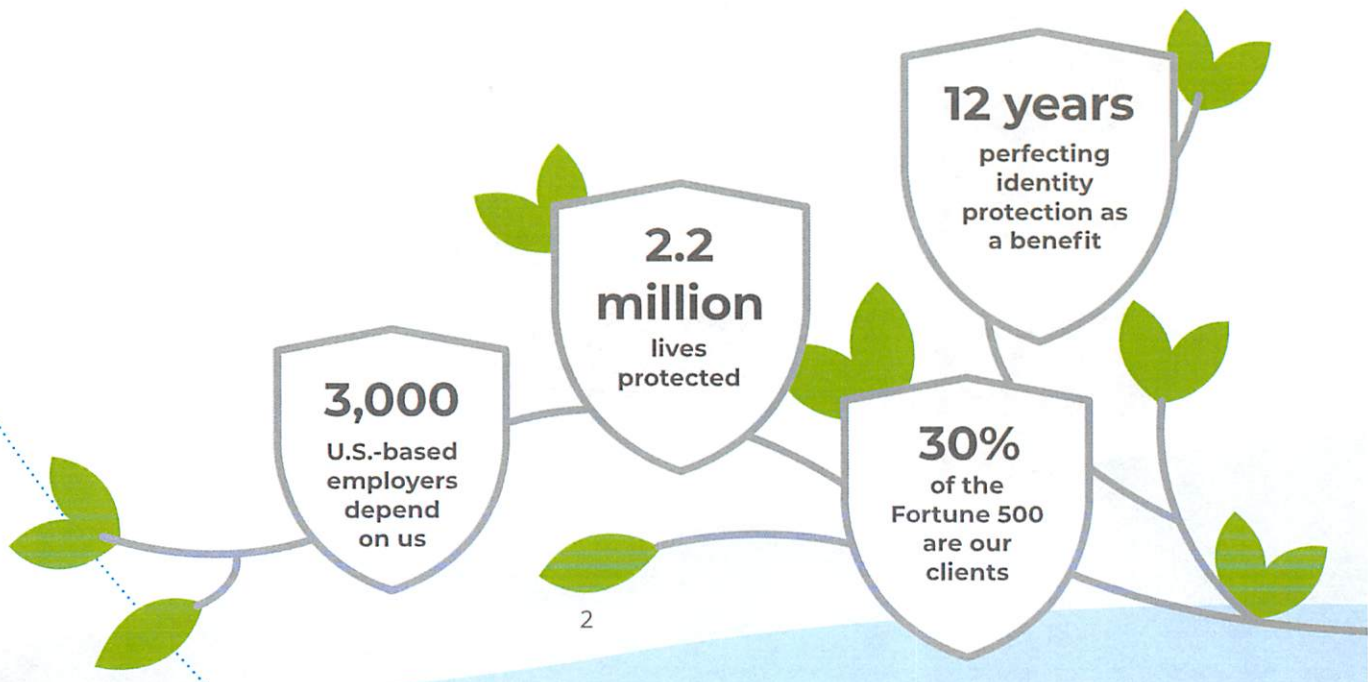 3,000
U.S.-based
employers
depend
on us
2.2
million
lives
protected
30%
of the
Fortune 500
are our
clients
12 years
perfecting
identity
protection as
a benefit
2